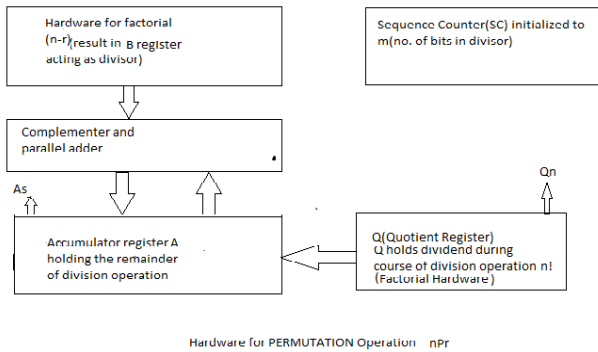 Hardware for factorial
(n-r)(result in B register
acting as divisor)
Sequence Counter(SC) initialized to
m(no. of bits in divisor)
Complementer and
parallel adder
As
Qn
Accumulator register A
holding the remainder
of division operation
Q(Quotient Register)
Q holds dividend during
course of division operation n!
(Factorial Hardware)
Hardware for PERMUTATION Operation nPr